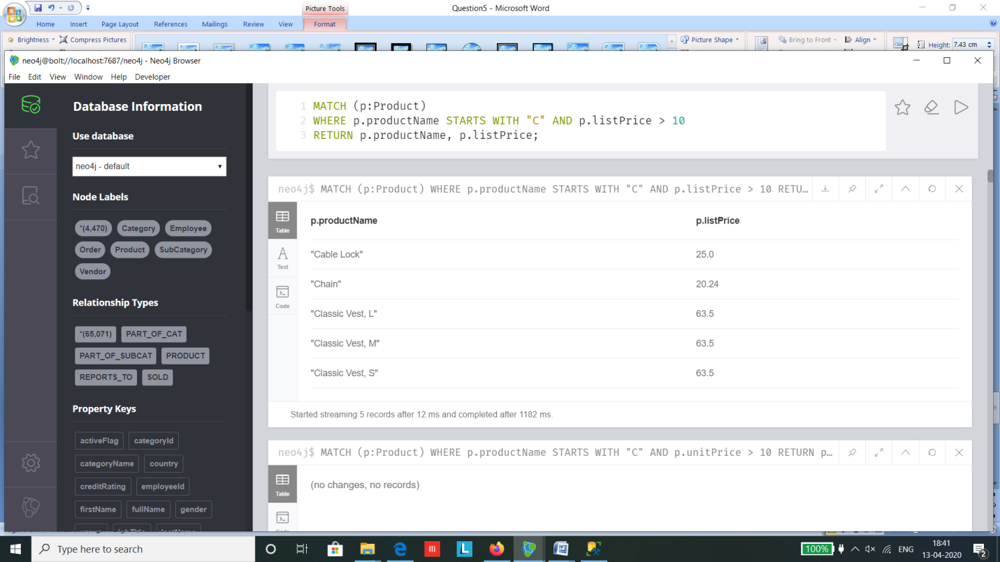 Question5 - Microsoft Word
Picture Tools
Home Insert Page Layout References Mailings Review View Format
Brightness Compress Pictures Picture Shape Bring to Front Align Height: 7.43 cm
neo4j@bolt://localhost:7687/neo4j - Neo4j Browser
File Edit View Window Help Developer
Database Information
Use database
neo4j - default
Node Labels
*(4,470) Category Employee
Order Product SubCategory
Vendor
Relationship Types
*(65,071) PART_OF_CAT
PART_OF_SUBCAT PRODUCT
REPORTS_TO SOLD
Property Keys
activeFlag categoryId
categoryName country
creditRating employeeId
firstName fullName gender
1 MATCH (p:Product)
2 WHERE p.productName STARTS WITH "C" AND p.listPrice > 10
3 RETURN p.productName, p.listPrice;
neo4j$ MATCH (p:Product) WHERE p.productName STARTS WITH "C" AND p.listPrice > 10 RETU…
Table
Text
Code
p.productName p.listPrice
"Cable Lock" 25.0
"Chain" 20.24
"Classic Vest, L" 63.5
"Classic Vest, M" 63.5
"Classic Vest, S" 63.5
Started streaming 5 records after 12 ms and completed after 1182 ms.
neo4j$ MATCH (p:Product) WHERE p.productName STARTS WITH "C" AND p.unitPrice > 10 RETURN p…
Table
(no changes, no records)
Type here to search
100% ENG 18:41
13-04-2020
2